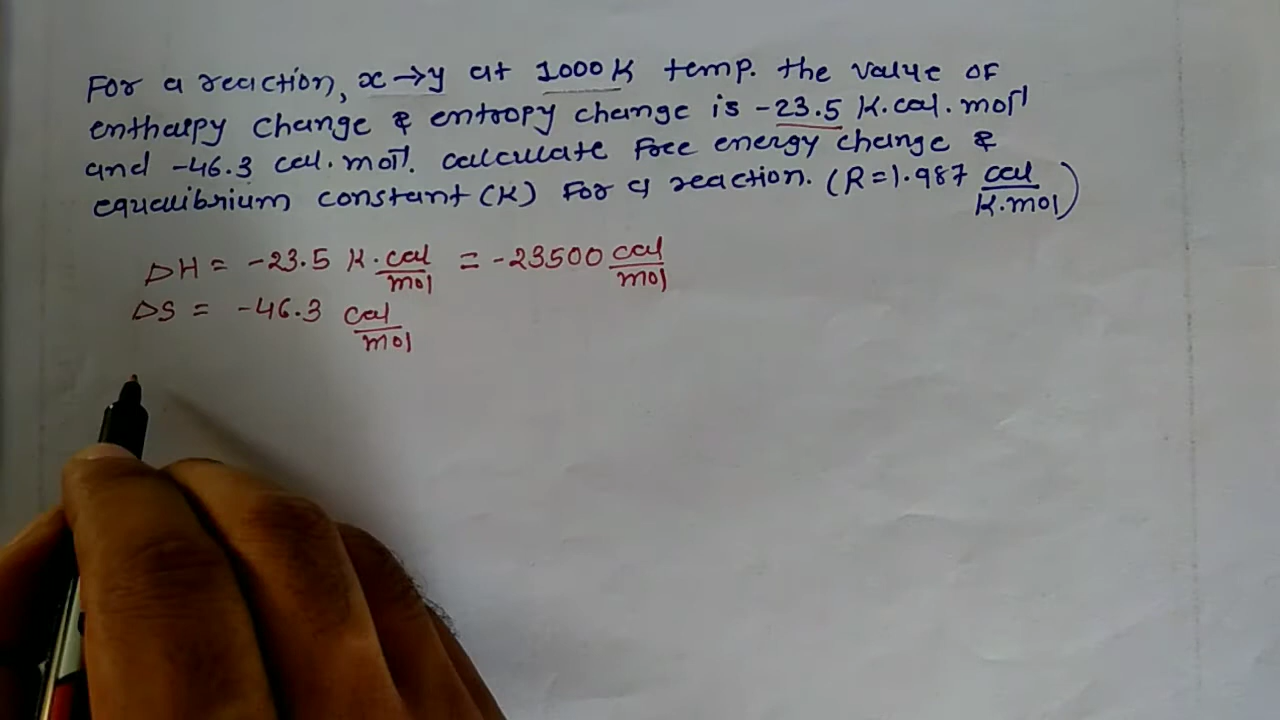 For a reaction, x→y at 1000K temp. the value of
enthalpy change & entropy change is -23.5 K.cal.mol⁻¹
and -46.3 cal.mol⁻¹. calculate Free energy change &
equilibrium constant (K) For a reaction. (R=1.987 cal/K.mol)
ΔH = -23.5 K.cal/mol = -23500 cal/mol
ΔS = -46.3 cal/mol